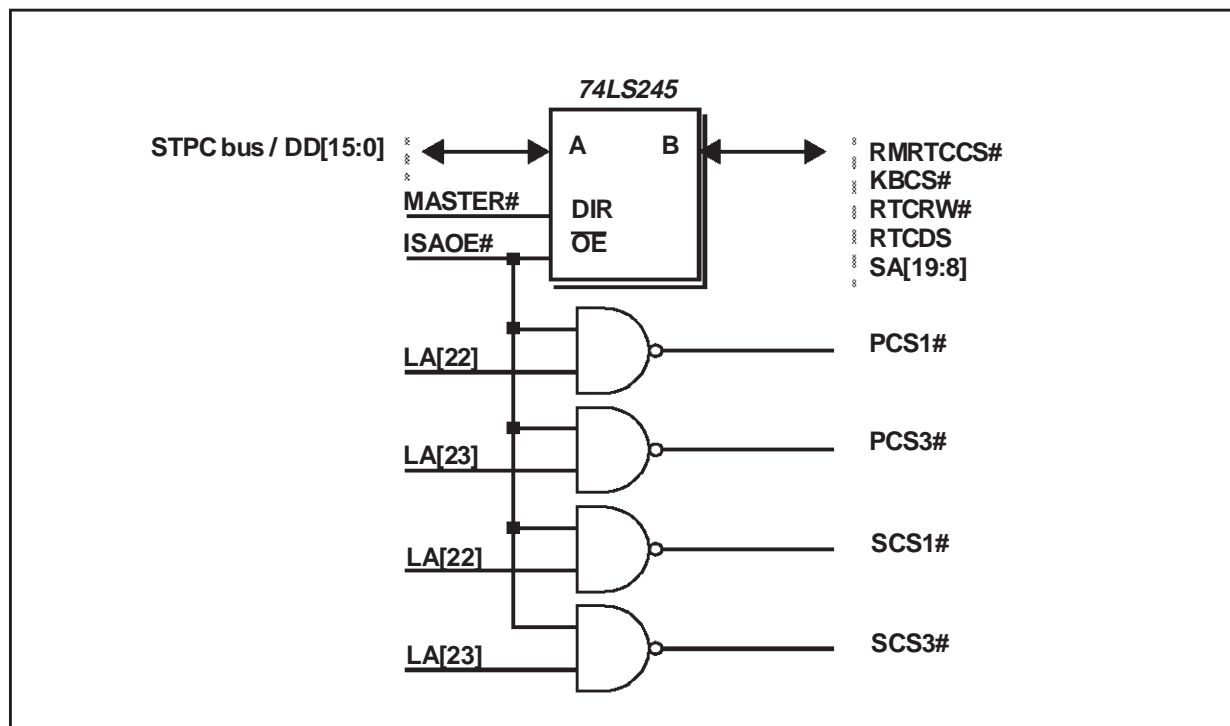 74LS245
STPC bus / DD[15:0]
A
B
RMRTCCS#
KBCS#
MASTER#
DIR
RTCRW#
ISAOE#
OE
RTCDS
SA[19:8]
PCS1#
LA[22]
PCS3#
LA[23]
SCS1#
LA[22]
SCS3#
LA[23]